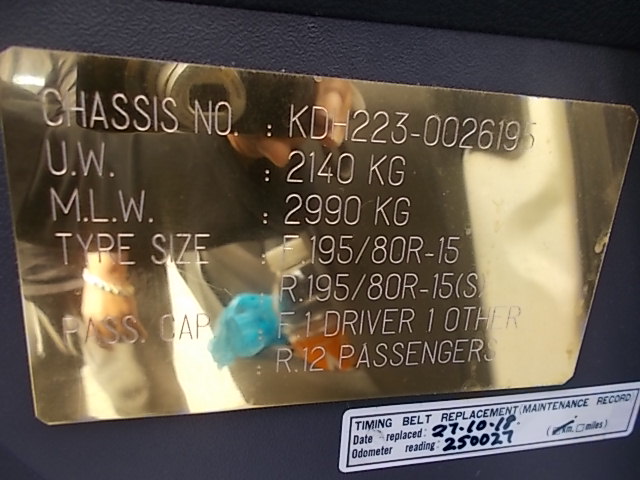 CHASSIS NO. : KDH223-0026195
U.W. : 2140 KG
M.L.W. : 2990 KG
TYPE SIZE : F.195/80R-15
: R.195/80R-15(S)
PASS. CAP : F.1 DRIVER 1 OTHER
: R.12 PASSENGERS
TIMING BELT REPLACEMENT (MAINTENANCE RECORD
Date replaced: 27-10-18.
Odometer reading: 250027 (☑km, ☐miles)